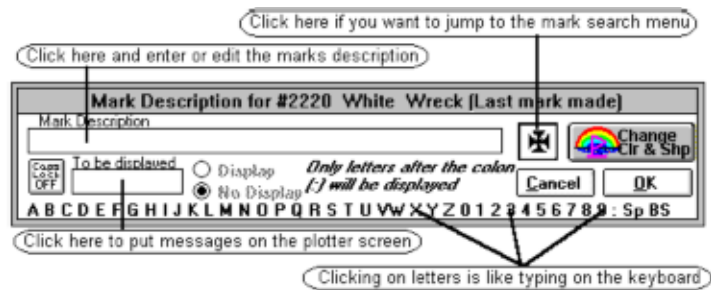 Click here if you want to jump to the mark search menu
Click here and enter or edit the marks description
Mark Description for #2220 White Wreck (Last mark made)
Mark Description
Change
Clr & Shp
Caps
Lock
OFF
To be displayed
Display
No Display
Only letters after the colon
(:) will be displayed
Cancel
OK
A B C D E F G H I J K L M N O P Q R S T U V W X Y Z 0 1 2 3 4 5 6 7 8 9 : Sp BS
Click here to put messages on the plotter screen
Clicking on letters is like typing on the keyboard